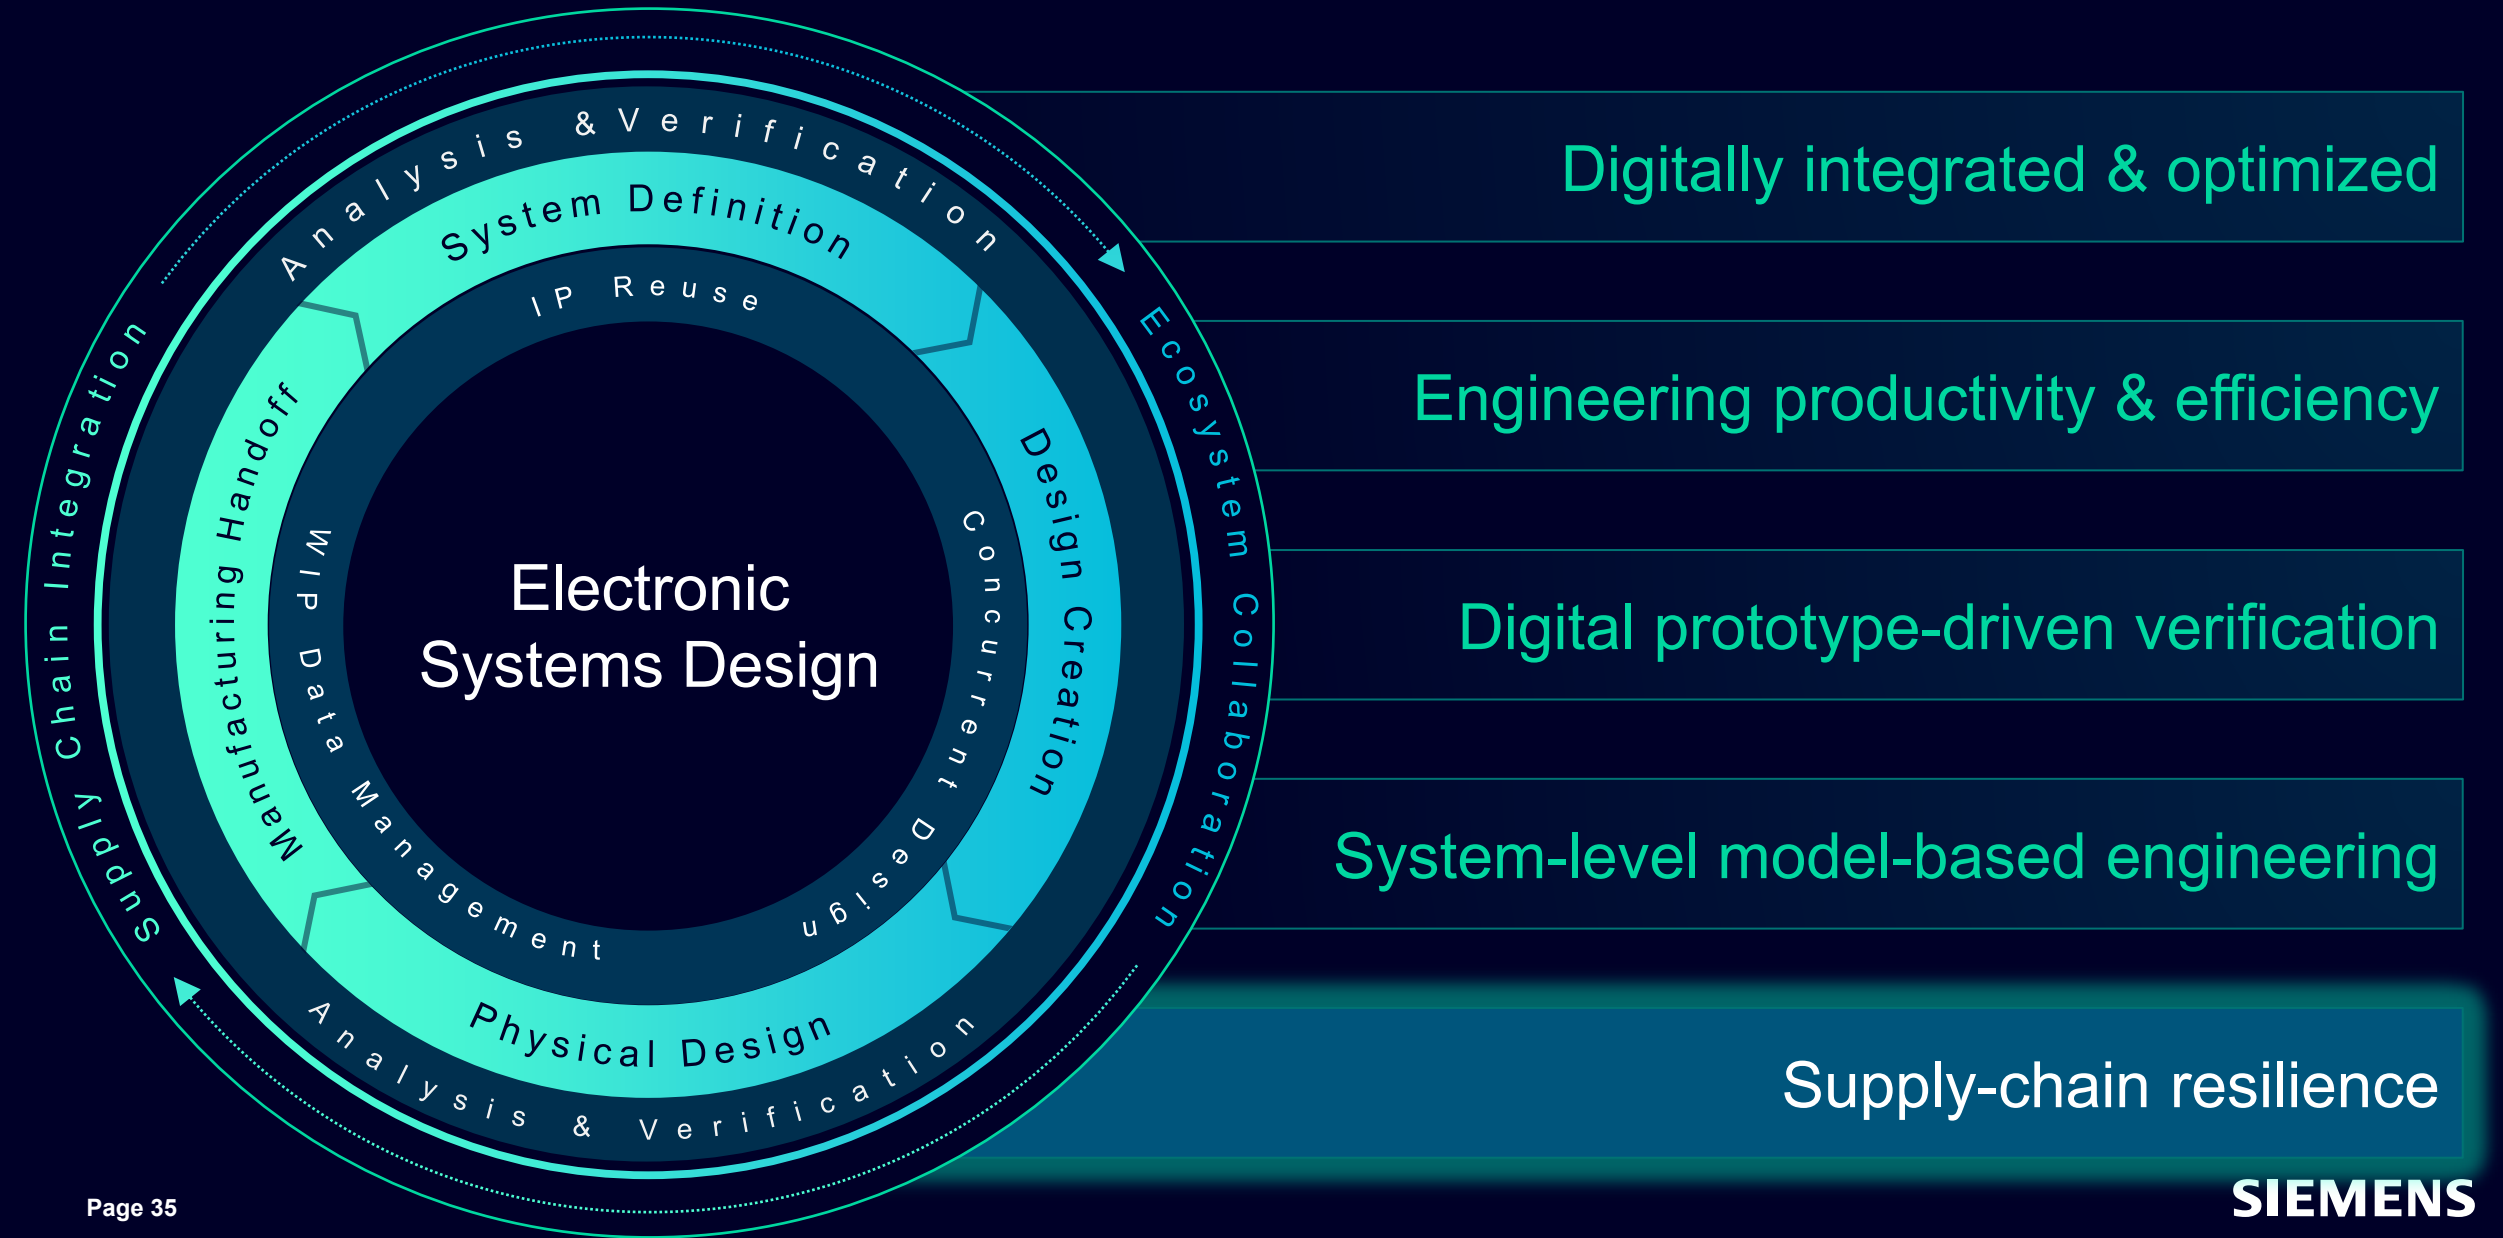 Analysis & Verification
System Definition
IP Reuse
Ecosystem Collaboration
Design Creation
Concurrent Design
Supply Chain Integration
Manufacturing Handoff
WIP Data Management
Electronic
Systems Design
Physical Design
Analysis & Verification
Digitally integrated & optimized
Engineering productivity & efficiency
Digital prototype-driven verification
System-level model-based engineering
Supply-chain resilience
Page 35
SIEMENS